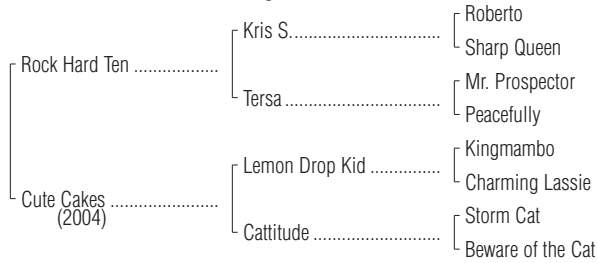 Roberto
Kris S.
Sharp Queen
Rock Hard Ten
Mr. Prospector
Tersa
Peacefully
Kingmambo
Lemon Drop Kid
Charming Lassie
Cute Cakes
(2004)
Storm Cat
Cattitude
Beware of the Cat